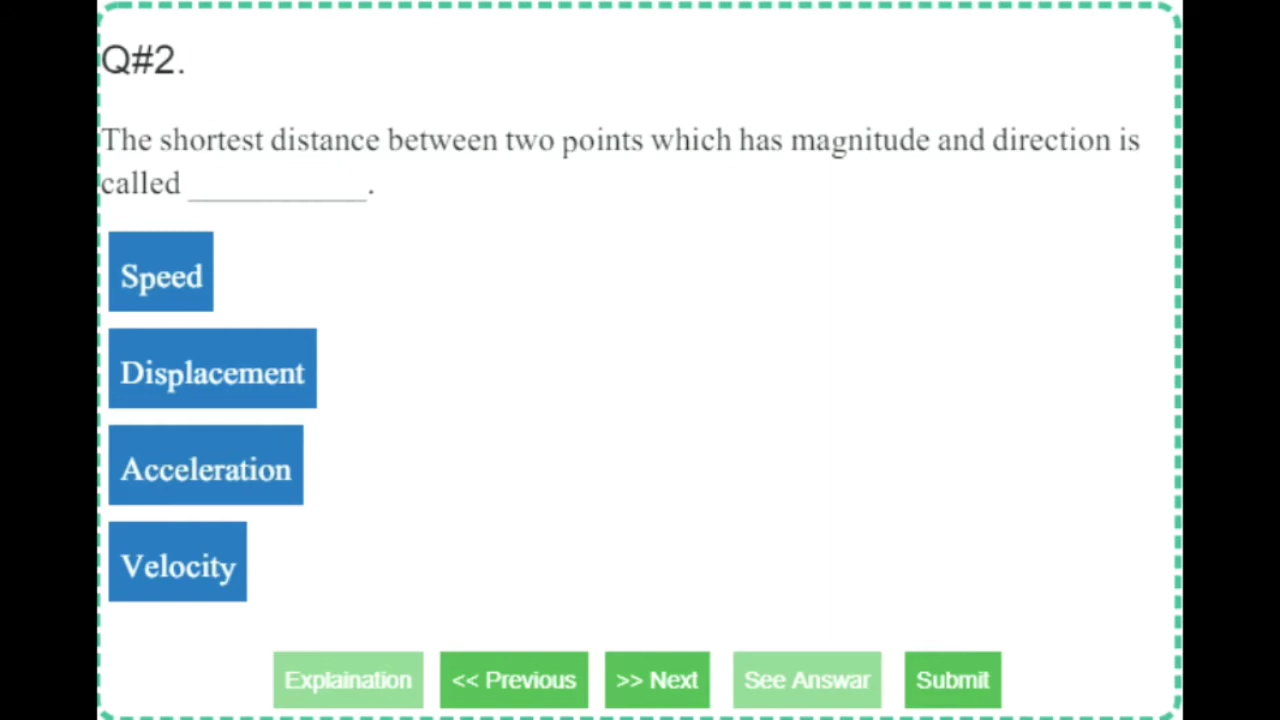 Q#2.
The shortest distance between two points which has magnitude and direction is
called ___________.
Speed
Displacement
Acceleration
Velocity
Explaination << Previous >> Next See Answar Submit